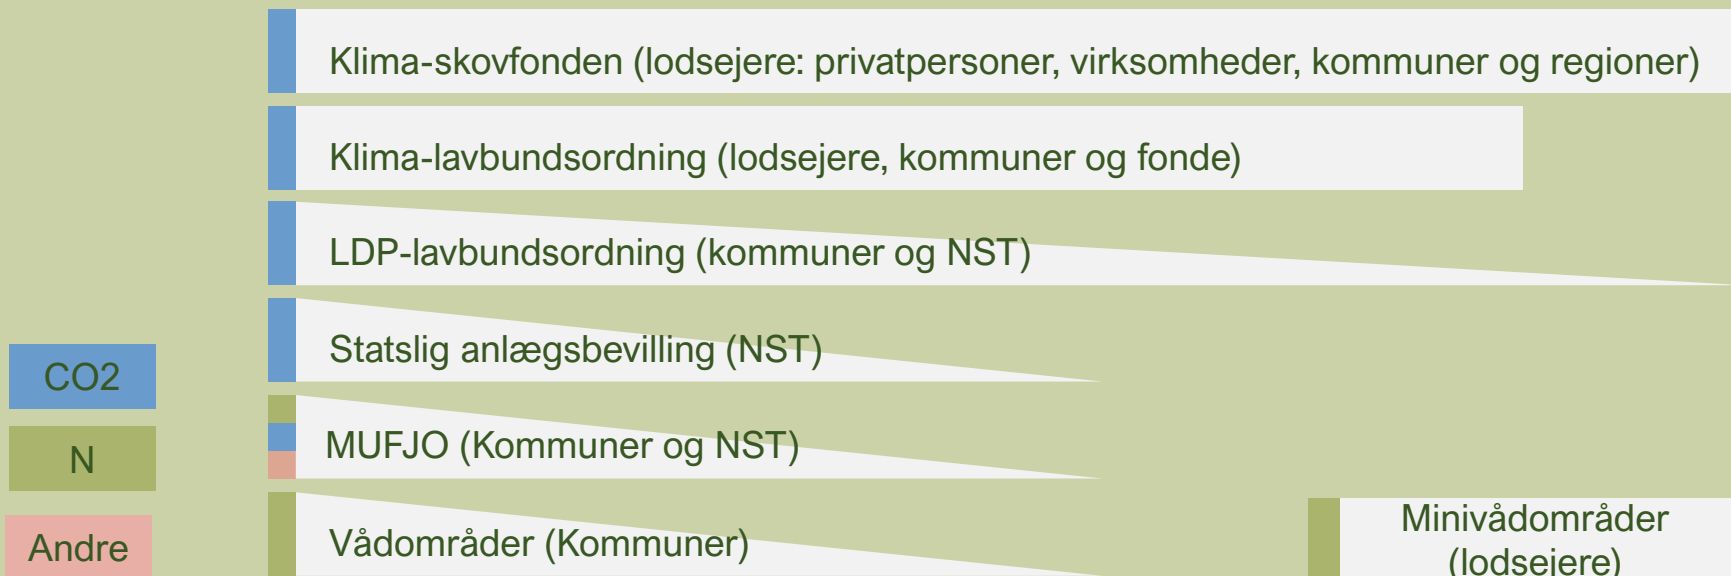 Klima-skovfonden (lodsejere: privatpersoner, virksomheder, kommuner og regioner)
Klima-lavbundsordning (lodsejere, kommuner og fonde)
LDP-lavbundsordning (kommuner og NST)
Statslig anlægsbevilling (NST)
CO2
MUFJO (Kommuner og NST)
N
Vådområder (Kommuner)
Andre
Minivådområder
(lodsejere)